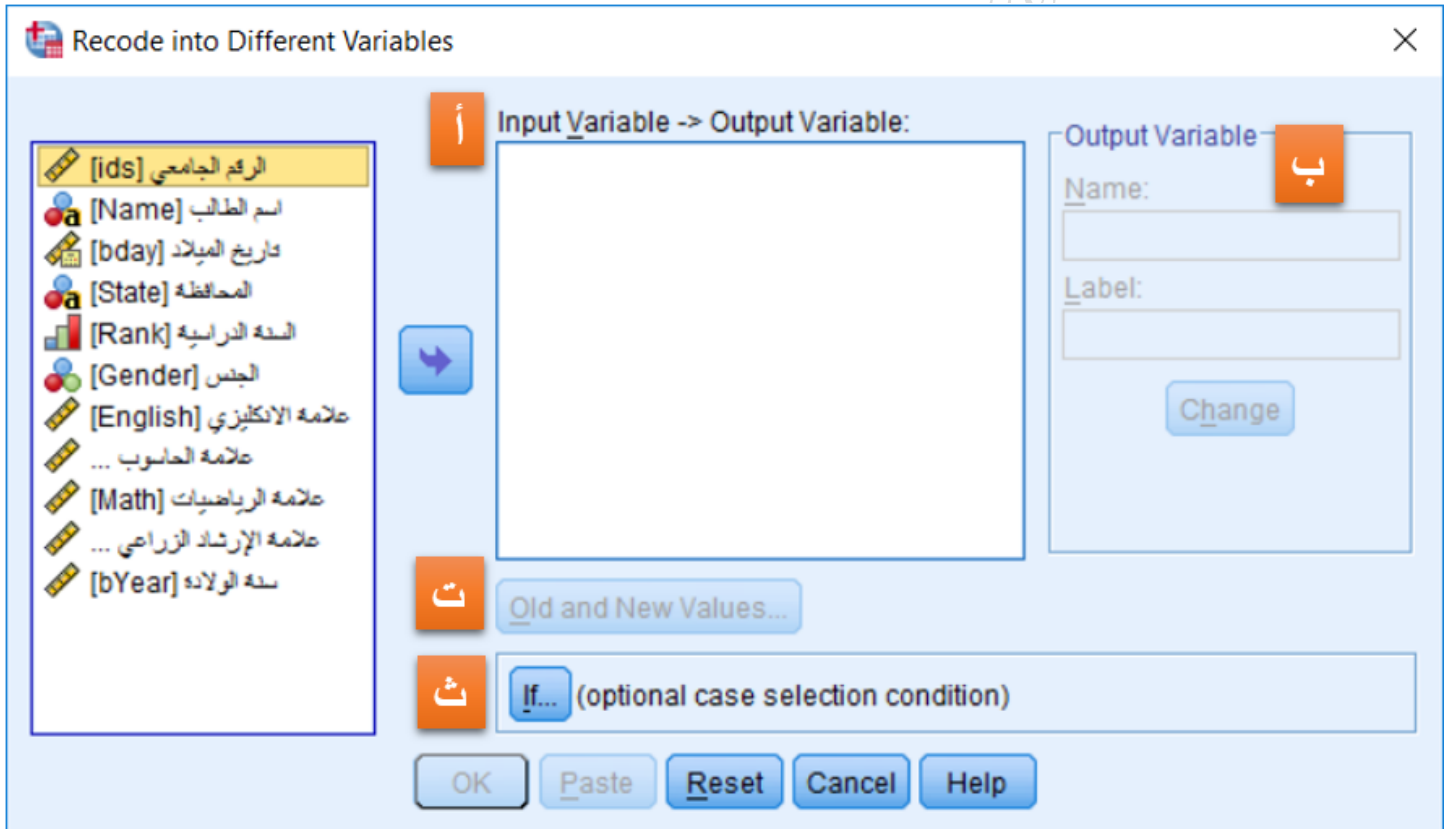 Recode into Different Variables
أ
Input Variable -> Output Variable:
Output Variable
ب
Name:
Label:
Change
الرقم الجامعي [ids]
اسم الطالب [Name]
تاريخ الميلاد [bday]
المحافظة [State]
السنة الدراسية [Rank]
الجنس [Gender]
علامة الانكليزي [English]
علامة الحاسوب ...
علامة الرياضيات [Math]
علامة الإرشاد الزراعي ...
سنة الولادة [bYear]
ت
Old and New Values...
ث
If... (optional case selection condition)
OK Paste Reset Cancel Help